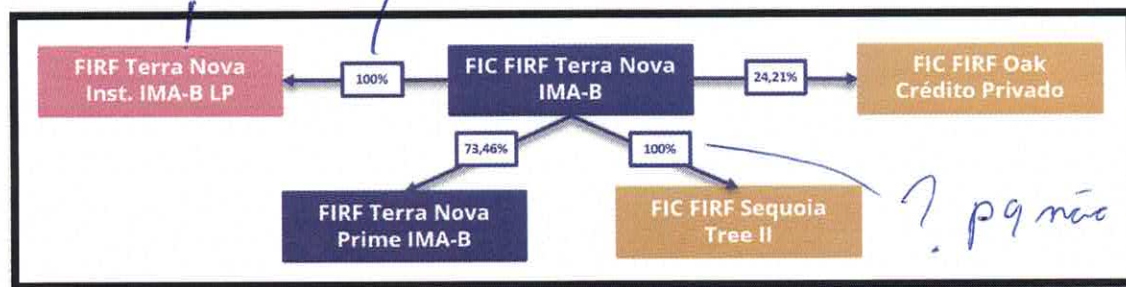 FIRF Terra Nova
Inst. IMA-B LP
100%
FIC FIRF Terra Nova
IMA-B
24,21%
FIC FIRF Oak
Crédito Privado
73,46%
100%
FIRF Terra Nova
Prime IMA-B
FIC FIRF Sequoia
Tree II
? pq não